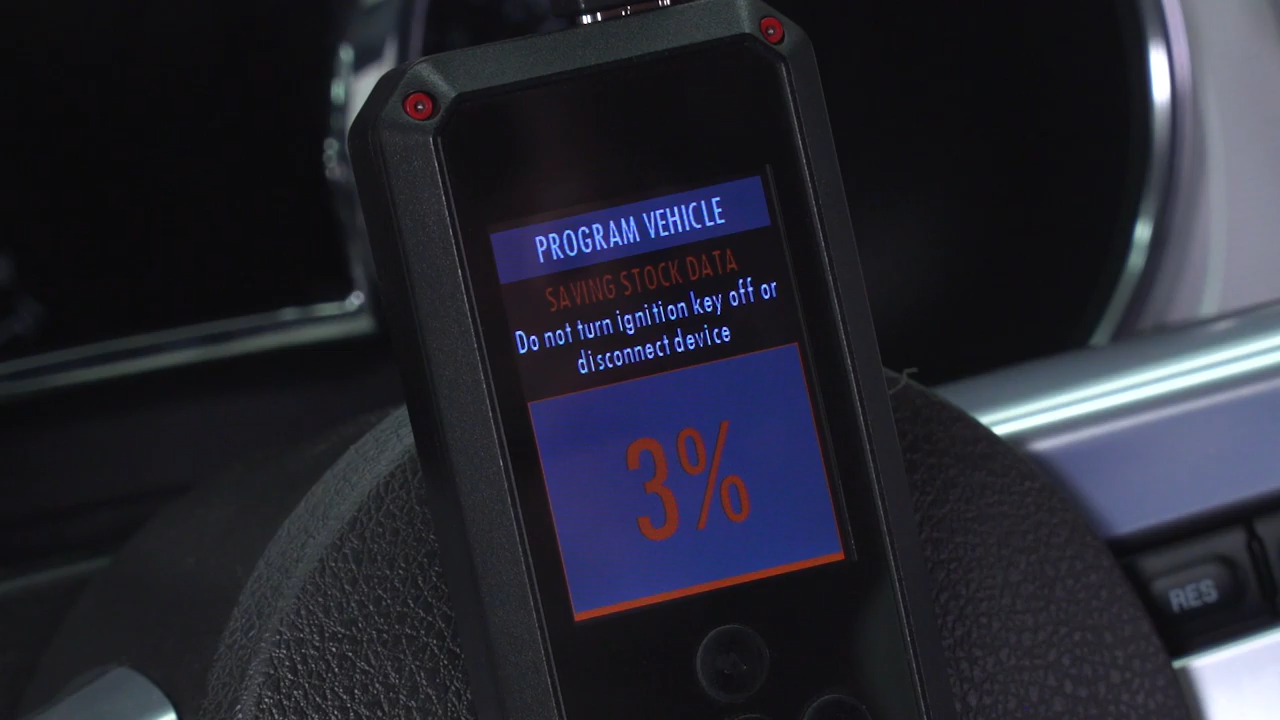 PROGRAM VEHICLE
SAVING STOCK DATA
Do not turn ignition key off or
disconnect device
3%
RES